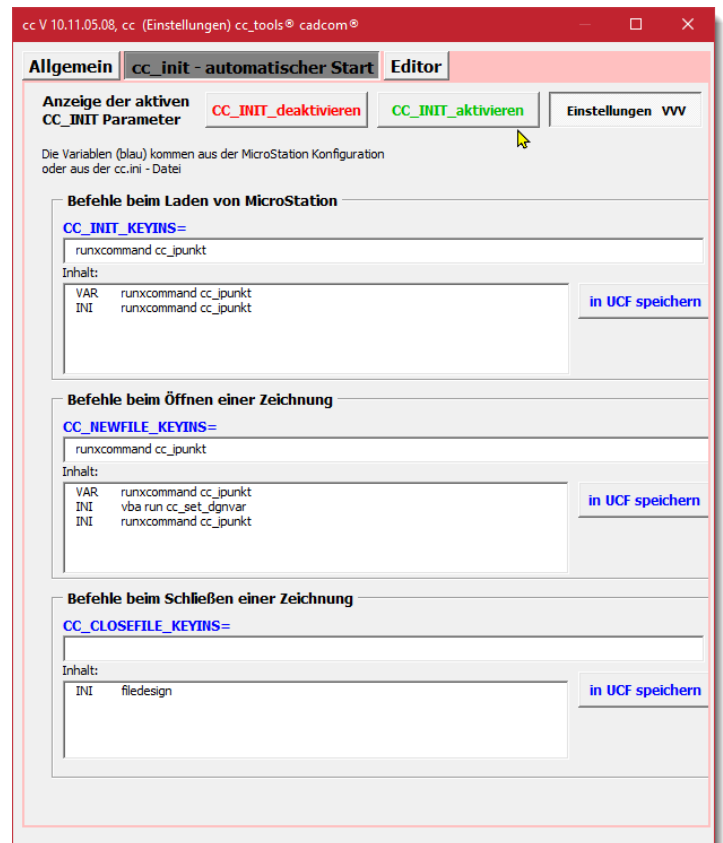 cc V 10.11.05.08, cc (Einstellungen) cc_tools® cadcom®
Allgemein cc_init - automatischer Start Editor
Anzeige der aktiven
CC_INIT Parameter
CC_INIT_deaktivieren CC_INIT_aktivieren Einstellungen VVV
Die Variablen (blau) kommen aus der MicroStation Konfiguration
oder aus der cc.ini - Datei
Befehle beim Laden von MicroStation
CC_INIT_KEYINS=
runxcommand cc_ipunkt
Inhalt:
VAR runxcommand cc_ipunkt
INI runxcommand cc_ipunkt
in UCF speichern
Befehle beim Öffnen einer Zeichnung
CC_NEWFILE_KEYINS=
runxcommand cc_ipunkt
Inhalt:
VAR runxcommand cc_ipunkt
INI vba run cc_set_dgnvar
INI runxcommand cc_ipunkt
in UCF speichern
Befehle beim Schließen einer Zeichnung
CC_CLOSEFILE_KEYINS=
Inhalt:
INI filedesign
in UCF speichern